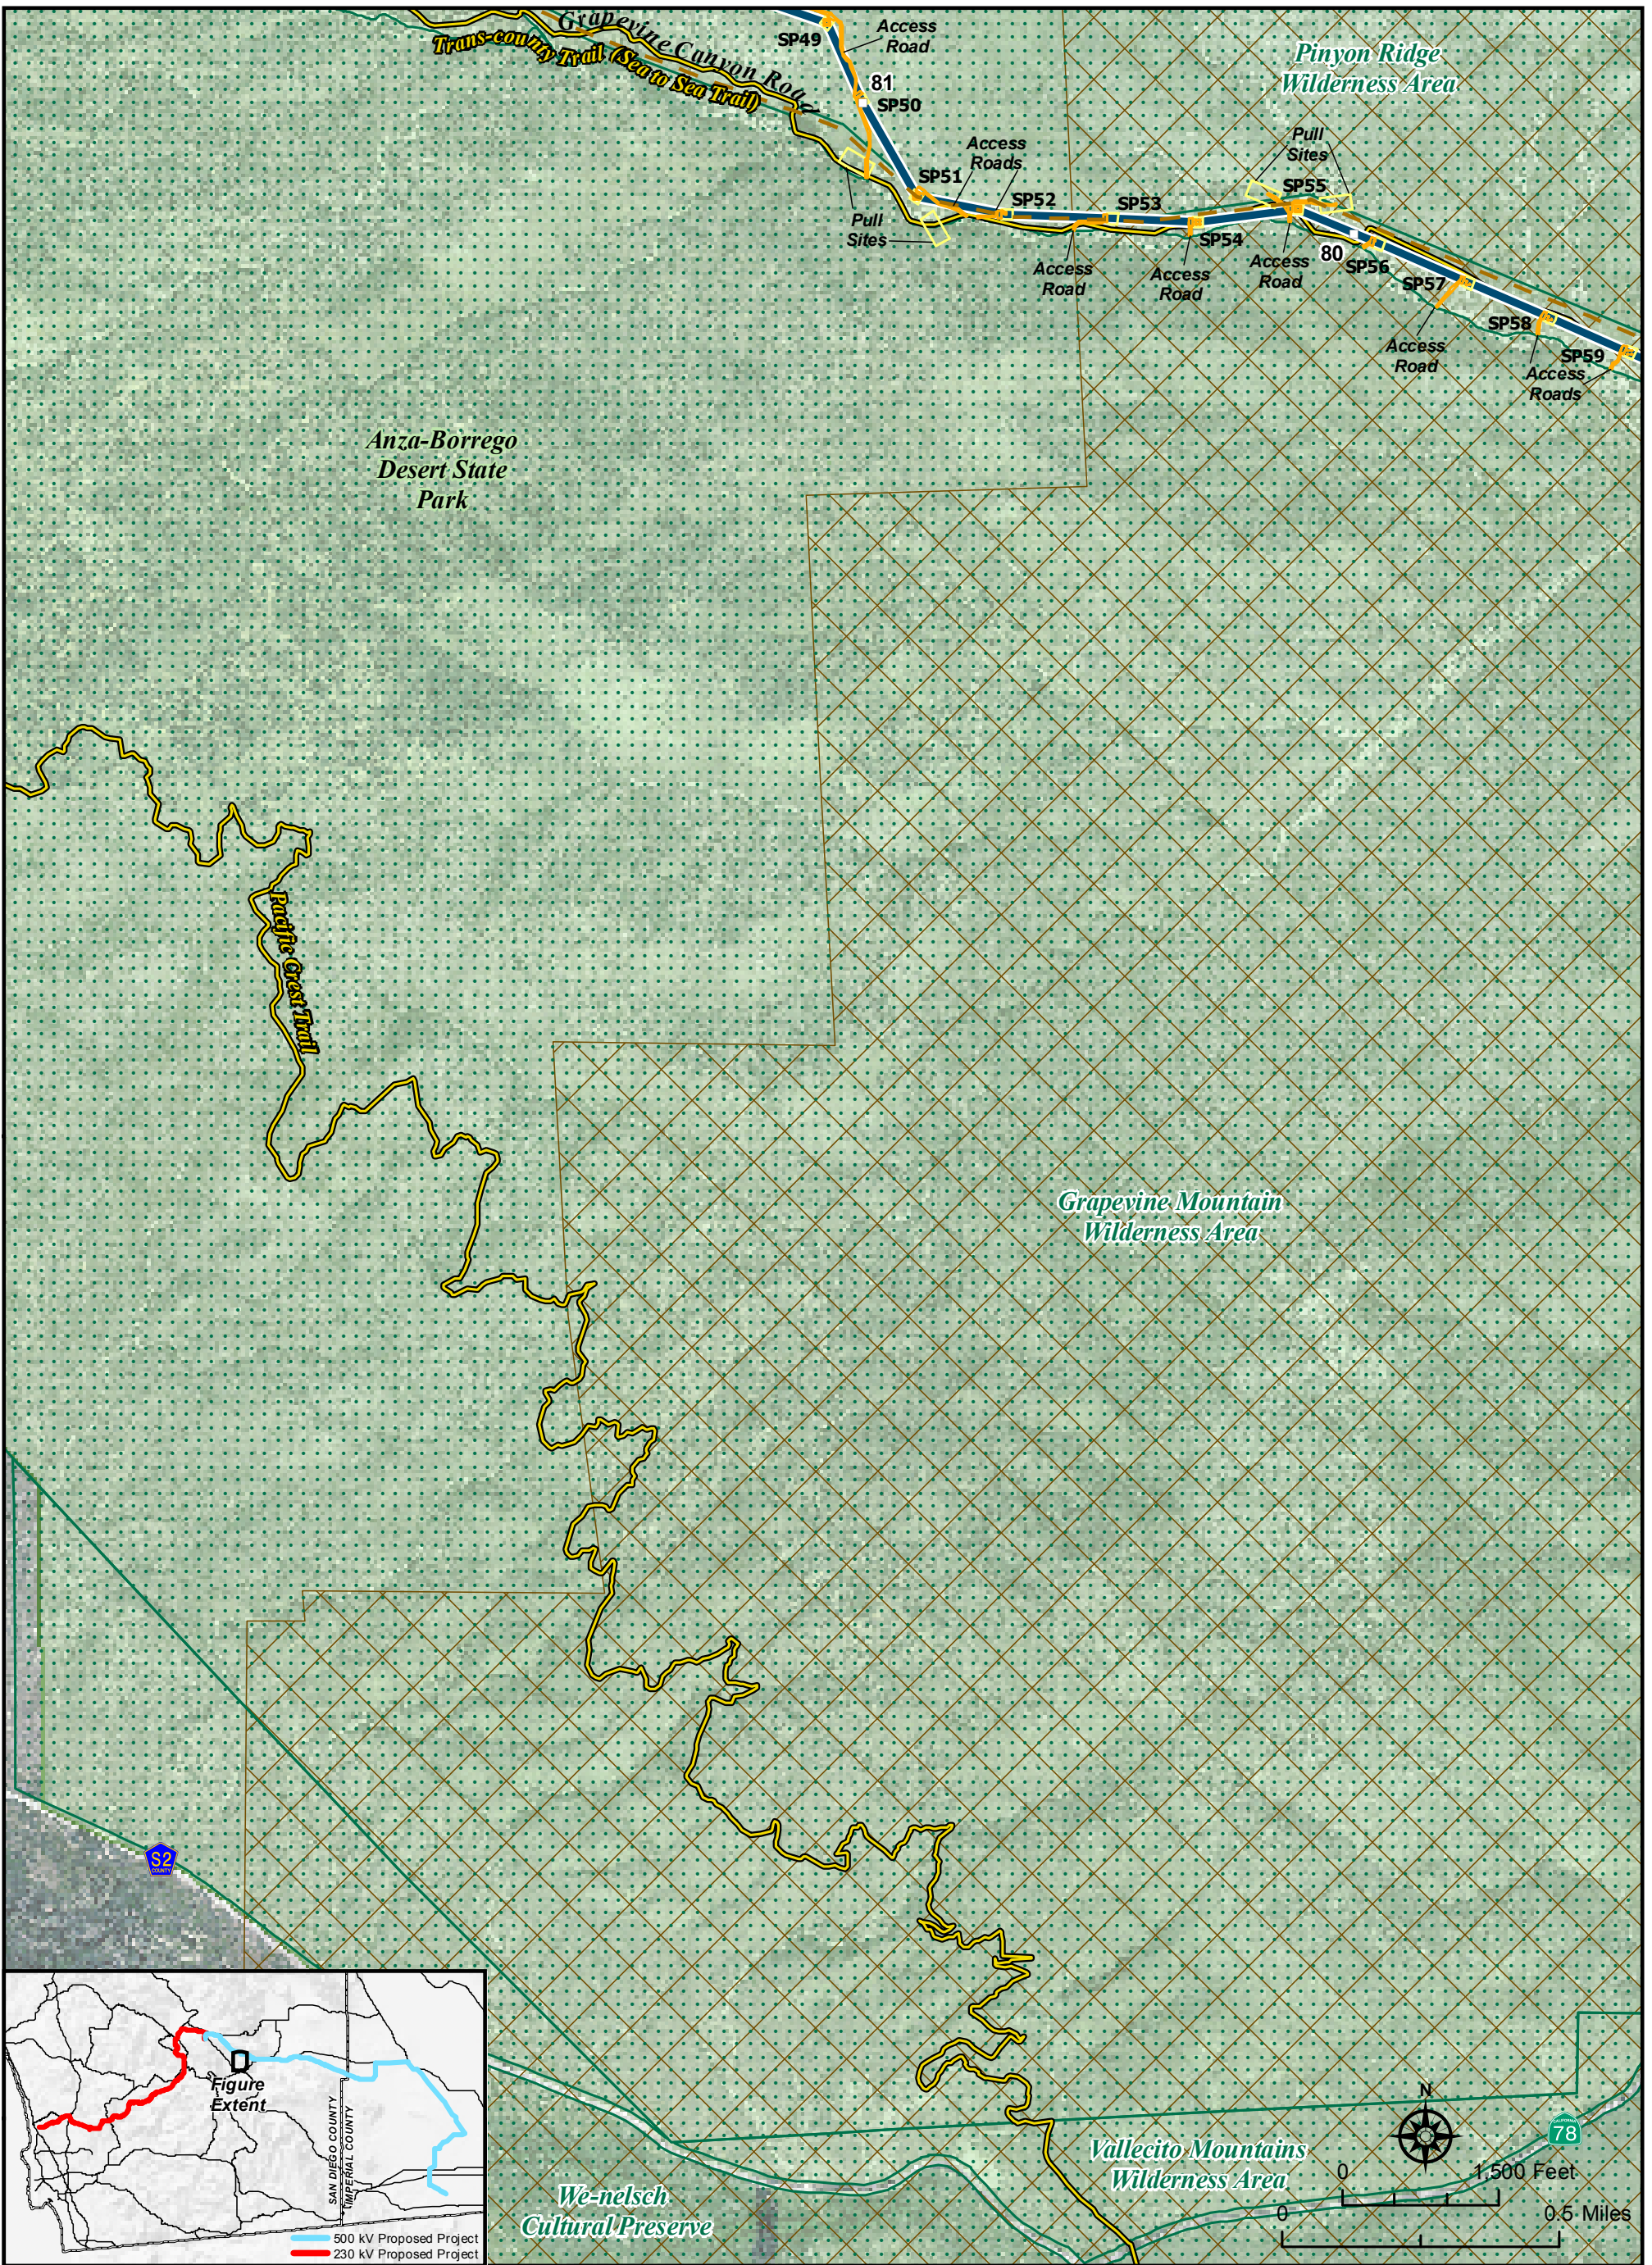 Grapevine Canyon Road
Trans-county Trail (Sea to Sea Trail)
SP49
Access
Road
81
SP50
Pinyon Ridge
Wilderness Area
Pull
Sites
Access
Roads
SP51
SP52
SP53
SP54
SP55
80
SP56
SP57
SP58
SP59
Pull
Sites
Access
Road
Access
Road
Access
Road
Access
Road
Access
Roads
Anza-Borrego
Desert State
Park
Pacific Crest Trail
Grapevine Mountain
Wilderness Area
S2
COUNTY
Figure
Extent
SAN DIEGO COUNTY
IMPERIAL COUNTY
500 kV Proposed Project
230 kV Proposed Project
We-nelsch
Cultural Preserve
Vallecito Mountains
Wilderness Area
N
CALIFORNIA
78
0 1,500 Feet
0 0.5 Miles